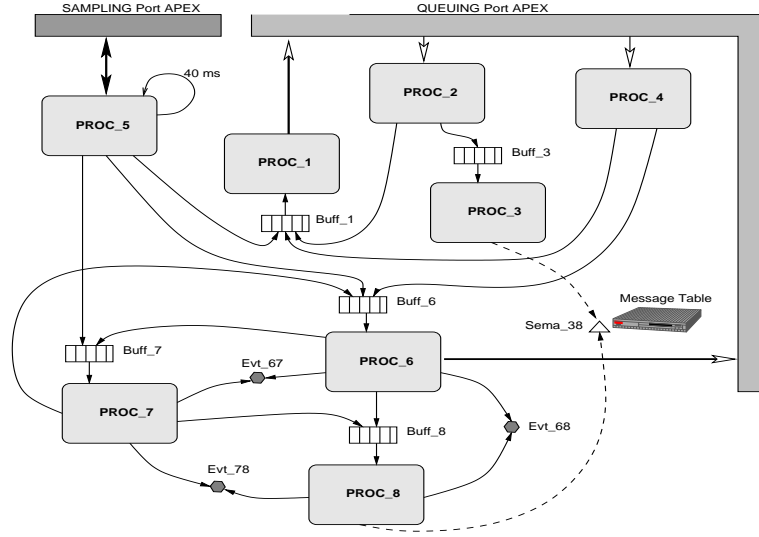 SAMPLING Port APEX
QUEUING Port APEX
40 ms
PROC_5
PROC_2
PROC_4
PROC_1
Buff_3
PROC_3
Buff_1
Buff_6
Message Table
Sema_38
Buff_7
Evt_67
PROC_6
PROC_7
Buff_8
Evt_68
Evt_78
PROC_8